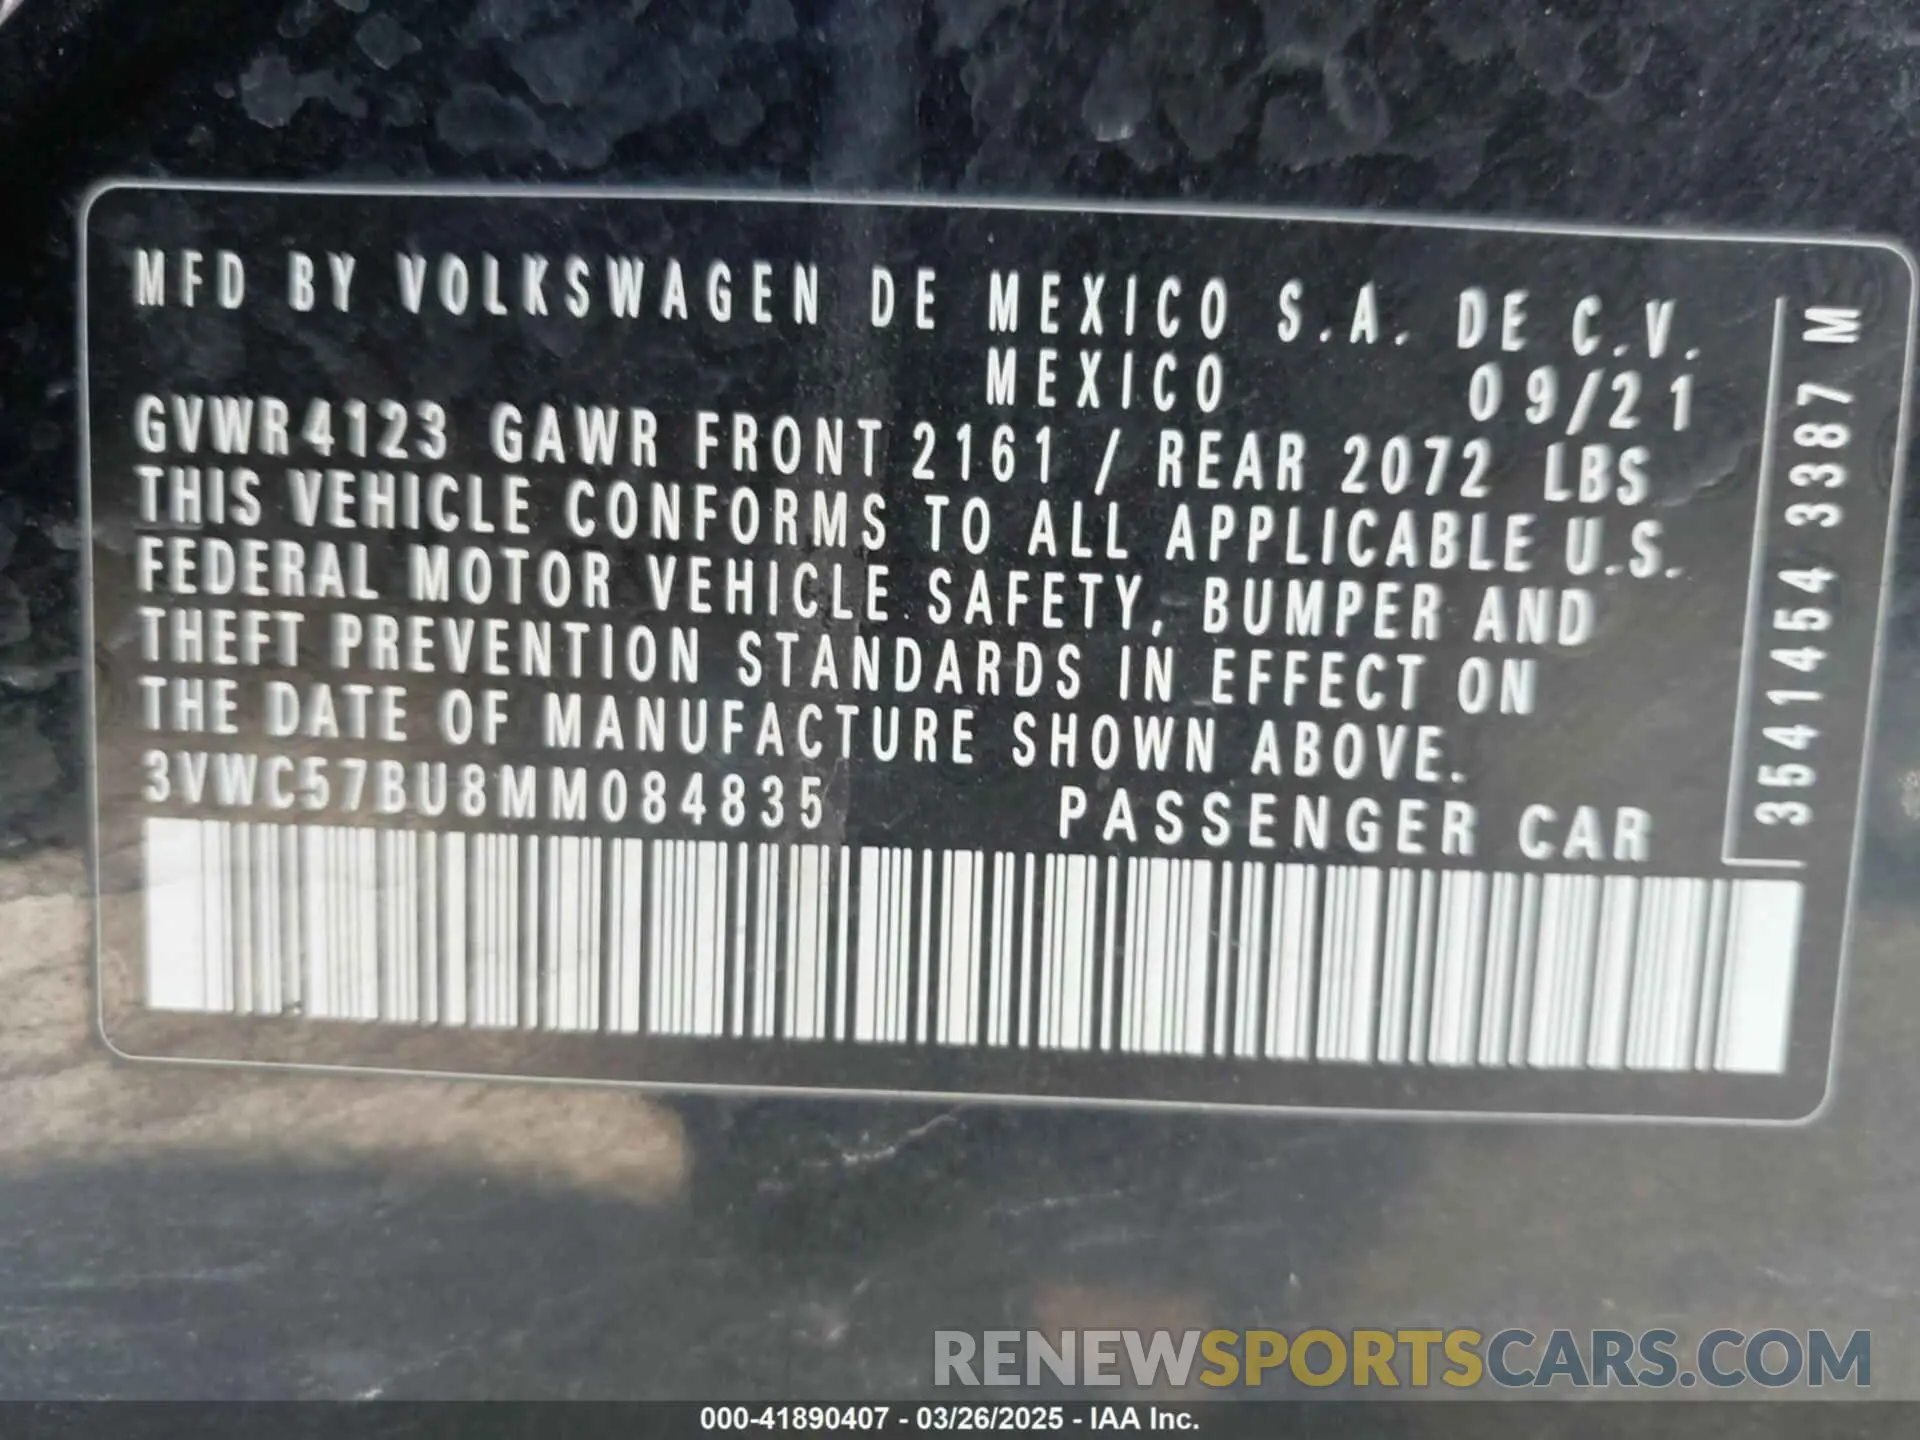 MFD BY VOLKSWAGEN DE MEXICO S.A. DE C.V.
MEXICO 09/21
GVWR 4123 GAWR FRONT 2161 / REAR 2072 LBS
THIS VEHICLE CONFORMS TO ALL APPLICABLE U.S.
FEDERAL MOTOR VEHICLE SAFETY, BUMPER AND
THEFT PREVENTION STANDARDS IN EFFECT ON
THE DATE OF MANUFACTURE SHOWN ABOVE.
3VWC57BU8MM084835 PASSENGER CAR
3541454 3387 M
RENEWSPORTSCARS.COM
000-41890407 - 03/26/2025 - IAA Inc.